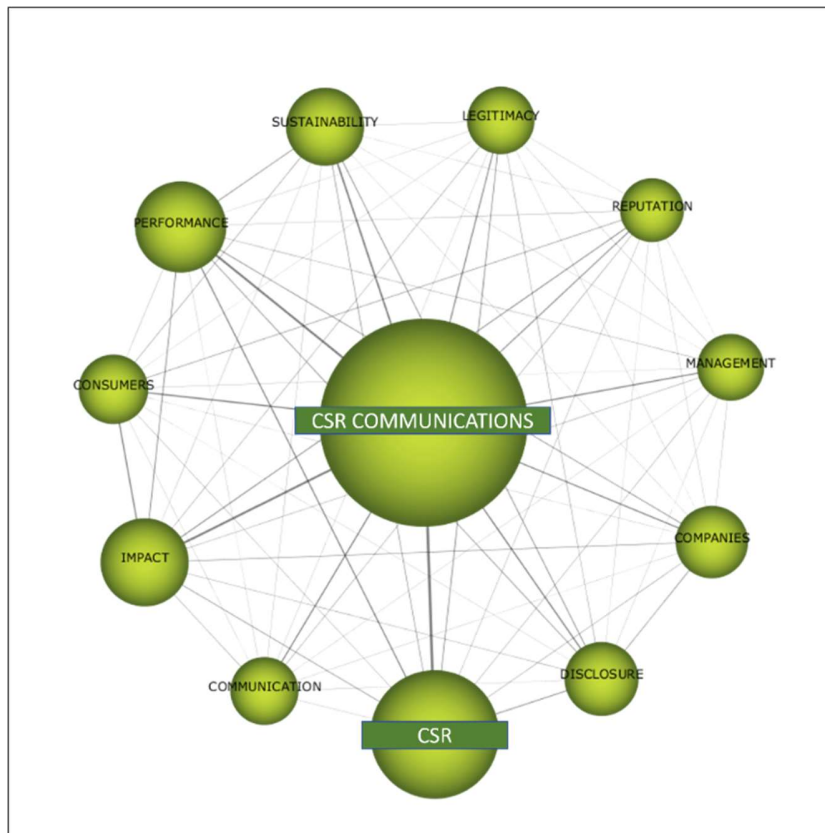 SUSTAINABILITY
LEGITIMACY
PERFORMANCE
REPUTATION
CONSUMERS
MANAGEMENT
CSR COMMUNICATIONS
IMPACT
COMPANIES
COMMUNICATION
DISCLOSURE
CSR